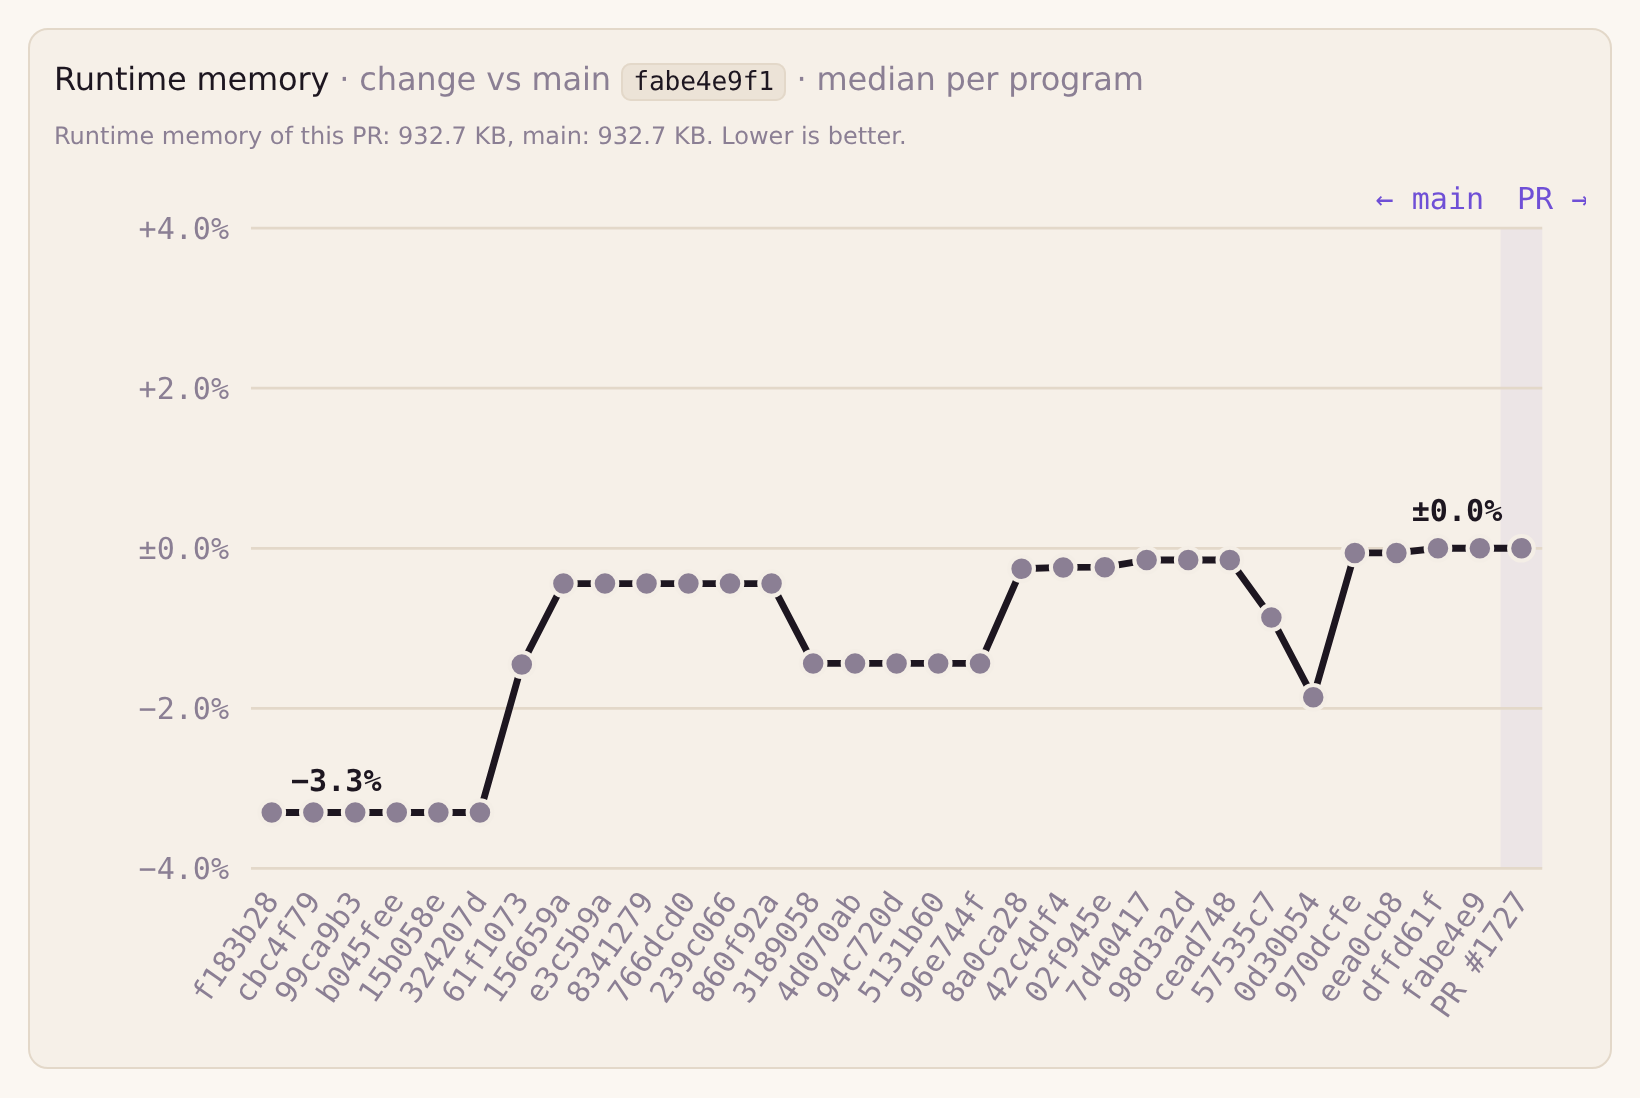 Runtime memory · change vs main fabe4e9f1 · median per program
Runtime memory of this PR: 932.7 KB, main: 932.7 KB. Lower is better.
← main PR →
+4.0%
+2.0%
±0.0%
−2.0%
−4.0%
±0.0%
−3.3%
f183b28
cbc4f79
99ca9b3
b045fee
15b058e
324207d
61f1073
156659a
e3c5b9a
8341279
766dcd0
239c066
860f92a
3189058
4d070ab
94c720d
5131b60
96e744f
8a0ca28
42c4df4
02f945e
7d40417
98d3a2d
cead748
57535c7
0d30b54
970dcfe
eea0cb8
dffd61f
fabe4e9
PR #1727